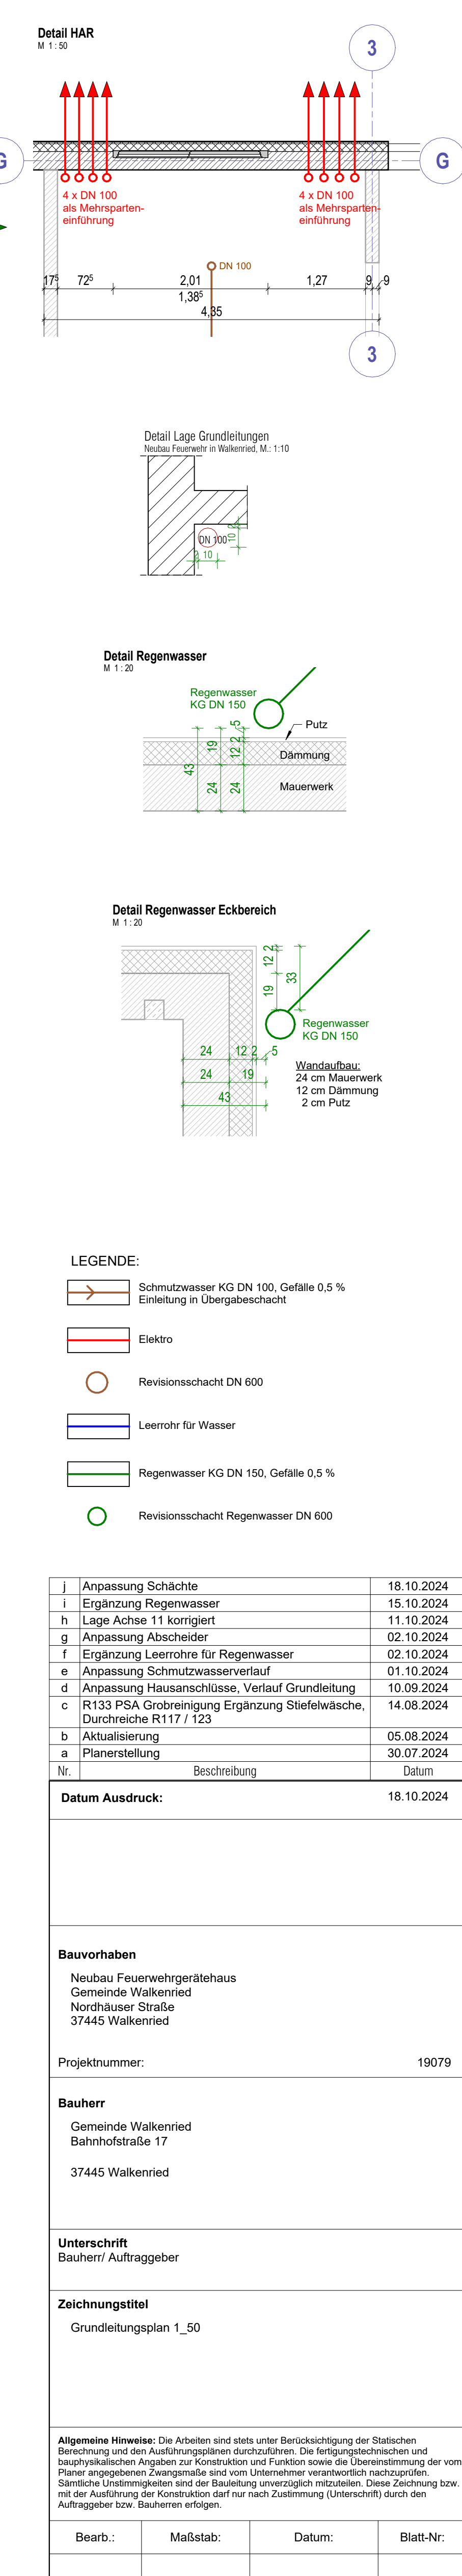 Detail HAR
M 1 : 50
3
G
G
4 x DN 100
als Mehrsparten-
einführung
4 x DN 100
als Mehrsparten-
einführung
DN 100
17⁵ 72⁵ 2,01 1,27 9 9
1,38⁵
4,35
3
Detail Lage Grundleitungen
Neubau Feuerwehr in Walkenried, M.: 1:10
DN 100
10
10
Detail Regenwasser
M 1 : 20
Regenwasser
KG DN 150
Putz
Dämmung
Mauerwerk
43
19
24
5
2
12
24
Detail Regenwasser Eckbereich
M 1 : 20
2
12
19
33
Regenwasser
KG DN 150
24 12 2 5
24 19
43
Wandaufbau:
24 cm Mauerwerk
12 cm Dämmung
2 cm Putz
LEGENDE:
Schmutzwasser KG DN 100, Gefälle 0,5 %
Einleitung in Übergabeschacht
Elektro
Revisionsschacht DN 600
Leerrohr für Wasser
Regenwasser KG DN 150, Gefälle 0,5 %
Revisionsschacht Regenwasser DN 600
j Anpassung Schächte 18.10.2024
i Ergänzung Regenwasser 15.10.2024
h Lage Achse 11 korrigiert 11.10.2024
g Anpassung Abscheider 02.10.2024
f Ergänzung Leerrohre für Regenwasser 02.10.2024
e Anpassung Schmutzwasserverlauf 01.10.2024
d Anpassung Hausanschlüsse, Verlauf Grundleitung 10.09.2024
c R133 PSA Grobreinigung Ergänzung Stiefelwäsche, 14.08.2024
Durchreiche R117 / 123
b Aktualisierung 05.08.2024
a Planerstellung 30.07.2024
Nr. Beschreibung Datum
Datum Ausdruck: 18.10.2024
Bauvorhaben
Neubau Feuerwehrgerätehaus
Gemeinde Walkenried
Nordhäuser Straße
37445 Walkenried
Projektnummer: 19079
Bauherr
Gemeinde Walkenried
Bahnhofstraße 17
37445 Walkenried
Unterschrift
Bauherr/ Auftraggeber
Zeichnungstitel
Grundleitungsplan 1_50
Allgemeine Hinweise: Die Arbeiten sind stets unter Berücksichtigung der Statischen
Berechnung und den Ausführungsplänen durchzuführen. Die fertigungstechnischen und
bauphysikalischen Angaben zur Konstruktion und Funktion sowie die Übereinstimmung der vom
Planer angegebenen Zwangsmaße sind vom Unternehmer verantwortlich nachzuprüfen.
Sämtliche Unstimmigkeiten sind der Bauleitung unverzüglich mitzuteilen. Diese Zeichnung bzw.
mit der Ausführung der Konstruktion darf nur nach Zustimmung (Unterschrift) durch den
Auftraggeber bzw. Bauherren erfolgen.
Bearb.: Maßstab: Datum: Blatt-Nr: